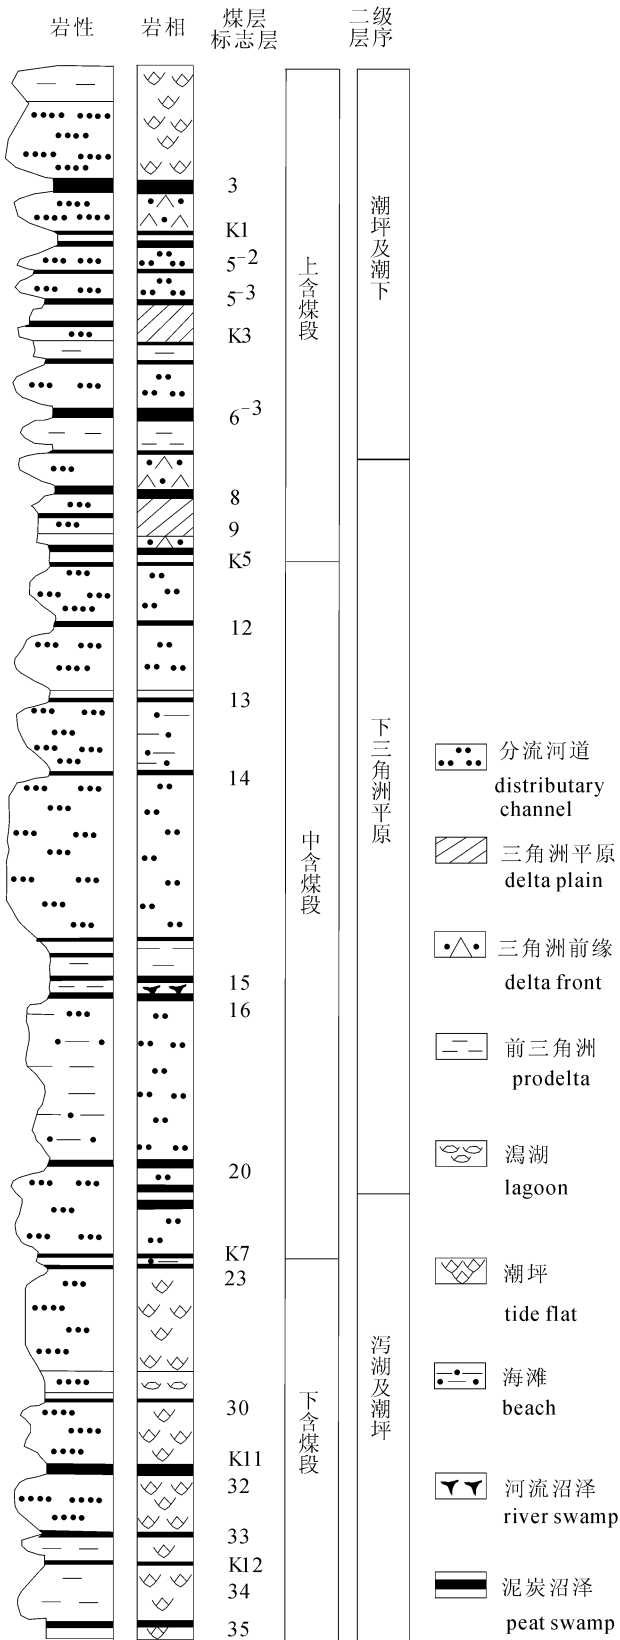 岩性
岩相
煤层
标志层
二级
层序
3
K1
5⁻²
5⁻³
K3
6⁻³
8
9
K5
12
13
14
15
16
20
K7
23
30
K11
32
33
K12
34
35
上含煤段
中含煤段
下含煤段
潮坪及潮下
下三角洲平原
泻湖及潮坪
分流河道
distributary
channel
三角洲平原
delta plain
三角洲前缘
delta front
前三角洲
prodelta
潟湖
lagoon
潮坪
tide flat
海滩
beach
河流沼泽
river swamp
泥炭沼泽
peat swamp